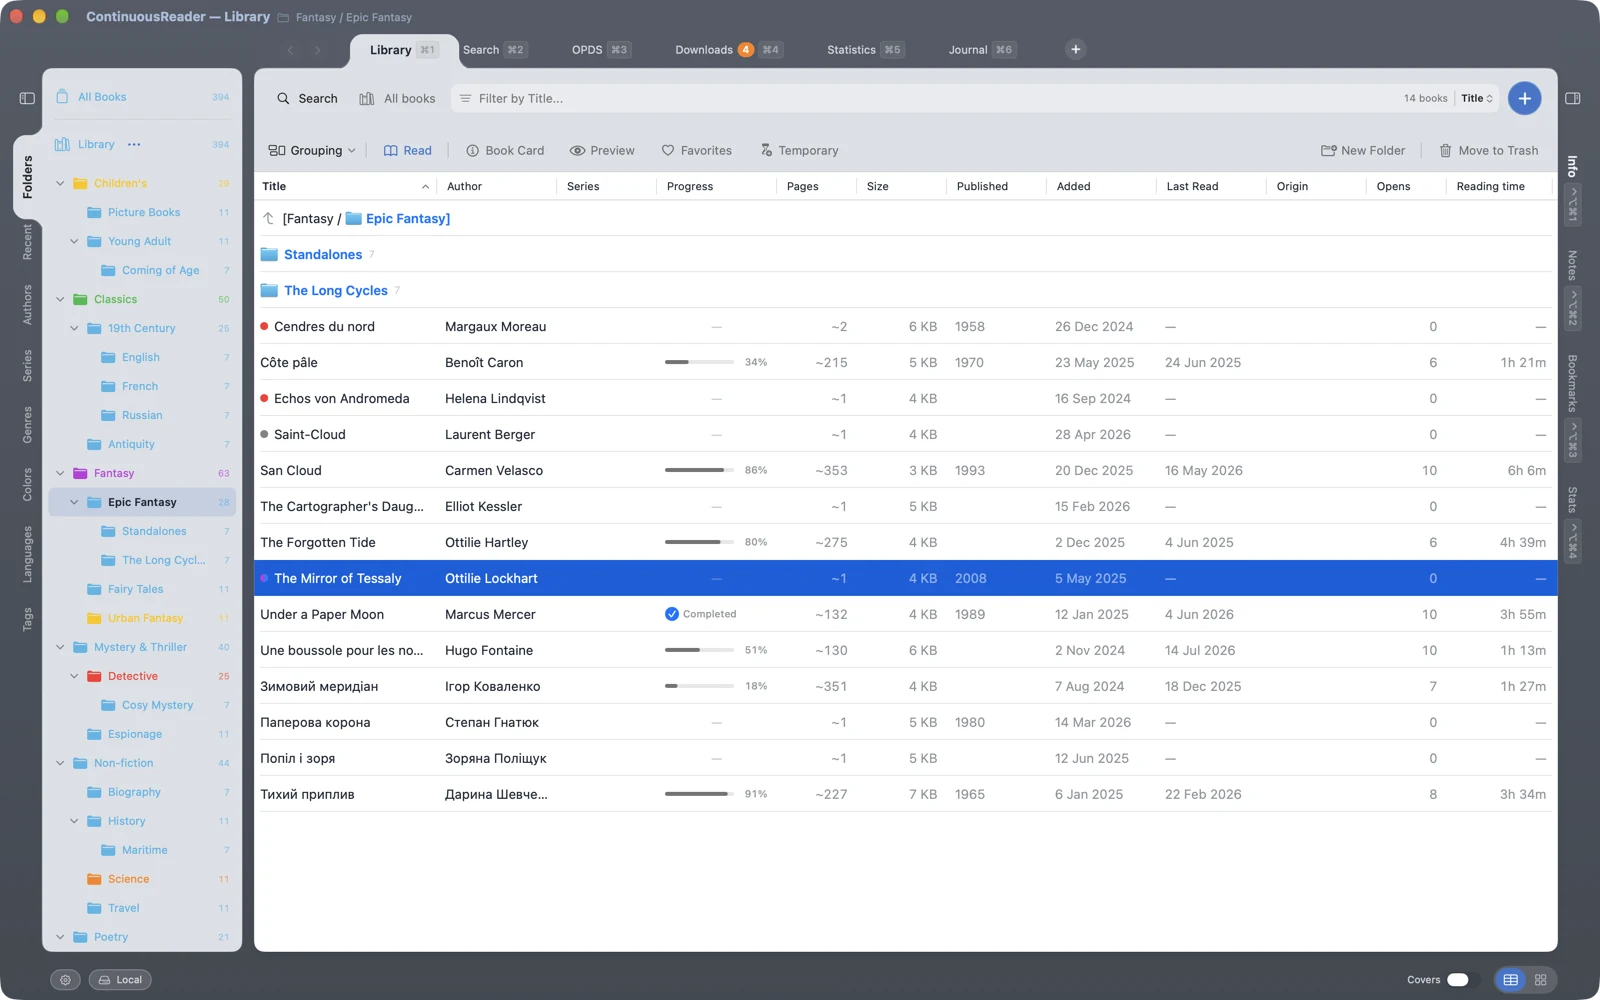 ContinuousReader — Library Fantasy / Epic Fantasy
Library ⌘1 Search ⌘2 OPDS ⌘3 Downloads 4 ⌘4 Statistics ⌘5 Journal ⌘6 +
Folders
Recent
Authors
Series
Genres
Colors
Languages
Tags
All Books 394
Library ••• 394
Children's 29
Picture Books 11
Young Adult 11
Coming of Age 7
Classics 50
19th Century 25
English 7
French 7
Russian 7
Antiquity 7
Fantasy 63
Epic Fantasy 28
Standalones 7
The Long Cycl... 7
Fairy Tales 11
Urban Fantasy 11
Mystery & Thriller 40
Detective 25
Cosy Mystery 7
Espionage 11
Non-fiction 44
Biography 7
History 11
Maritime 7
Science 11
Travel 11
Poetry 21
Search All books Filter by Title... 14 books Title +
Grouping Read Book Card Preview Favorites Temporary New Folder Move to Trash
Title Author Series Progress Pages Size Published Added Last Read Origin Opens Reading time
[Fantasy / Epic Fantasy]
Standalones 7
The Long Cycles 7
Cendres du nord Margaux Moreau — ~2 6 KB 1958 26 Dec 2024 — 0 —
Côte pâle Benoît Caron 34% ~215 5 KB 1970 23 May 2025 24 Jun 2025 6 1h 21m
Echos von Andromeda Helena Lindqvist — ~1 4 KB 16 Sep 2024 — 0 —
Saint-Cloud Laurent Berger — ~1 4 KB 28 Apr 2026 — 0 —
San Cloud Carmen Velasco 86% ~353 3 KB 1993 20 Dec 2025 16 May 2026 10 6h 6m
The Cartographer's Daug... Elliot Kessler — ~1 5 KB 15 Feb 2026 — 0 —
The Forgotten Tide Ottilie Hartley 80% ~275 4 KB 2 Dec 2025 4 Jun 2025 6 4h 39m
The Mirror of Tessaly Ottilie Lockhart — ~1 4 KB 2008 5 May 2025 — 0 —
Under a Paper Moon Marcus Mercer Completed ~132 4 KB 1989 12 Jan 2025 4 Jun 2026 10 3h 55m
Une boussole pour les no... Hugo Fontaine 51% ~130 6 KB 2 Nov 2024 14 Jul 2026 10 1h 13m
Зимовий меридіан Ігор Коваленко 18% ~351 4 KB 7 Aug 2024 18 Dec 2025 7 1h 27m
Паперова корона Степан Гнатюк — ~1 5 KB 1980 14 Mar 2026 — 0 —
Попіл і зоря Зоряна Поліщук — ~1 5 KB 12 Jun 2025 — 0 —
Тихий приплив Дарина Шевче... 91% ~227 7 KB 1965 6 Jan 2025 22 Feb 2026 8 3h 34m
Info ⌥⌘1
Notes ⌥⌘2
Bookmarks ⌥⌘3
Stats ⌥⌘4
Local Covers